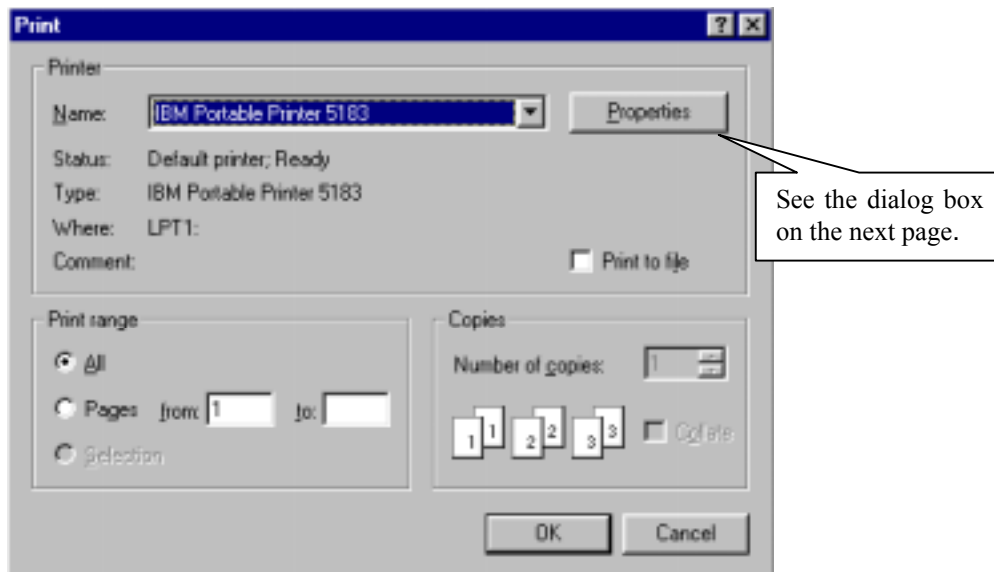 Print
Printer
Name: IBM Portable Printer 5183 Properties
Status: Default printer; Ready
Type: IBM Portable Printer 5183
Where: LPT1:
Comment: Print to file
See the dialog box
on the next page.
Print range
All
Pages from: 1 to:
Selection
Copies
Number of copies: 1
1 1 2 2 3 3 Collate
OK Cancel